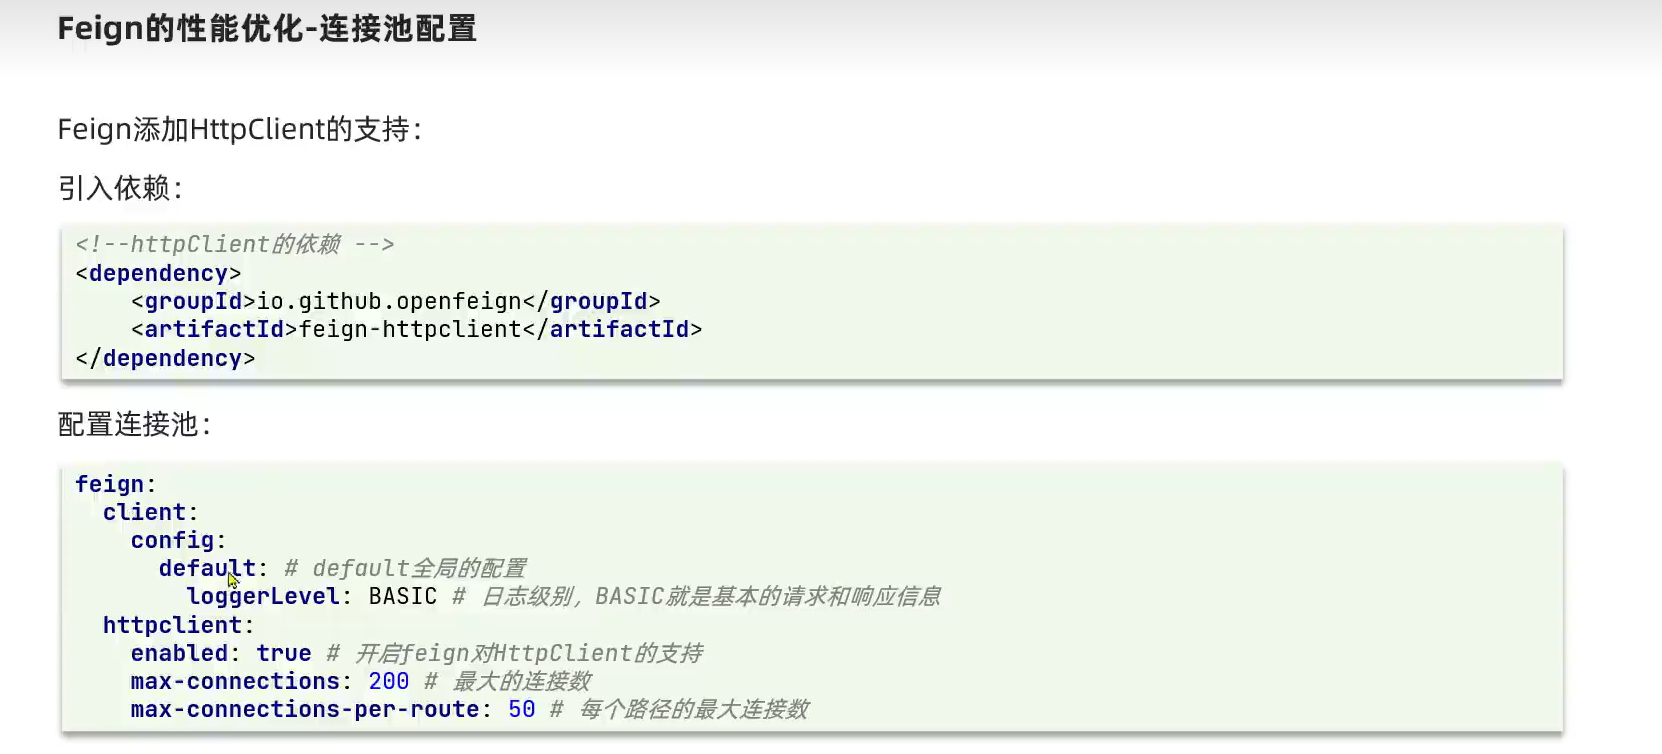 Feign的性能优化-连接池配置
Feign添加HttpClient的支持：
引入依赖：
<!--httpClient的依赖 -->
<dependency>
    <groupId>io.github.openfeign</groupId>
    <artifactId>feign-httpclient</artifactId>
</dependency>
配置连接池：
feign:
  client:
    config:
      default: # default全局的配置
        loggerLevel: BASIC # 日志级别，BASIC就是基本的请求和响应信息
  httpclient:
    enabled: true # 开启feign对HttpClient的支持
    max-connections: 200 # 最大的连接数
    max-connections-per-route: 50 # 每个路径的最大连接数